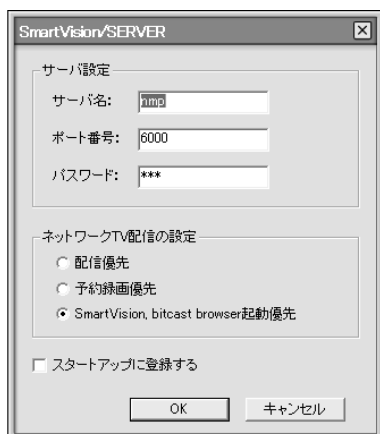 SmartVision/SERVER
サーバ設定
サーバ名: nmp
ポート番号: 6000
パスワード: ***
ネットワークTV配信の設定
配信優先
予約録画優先
SmartVision, bitcast browser起動優先
スタートアップに登録する
OK キャンセル